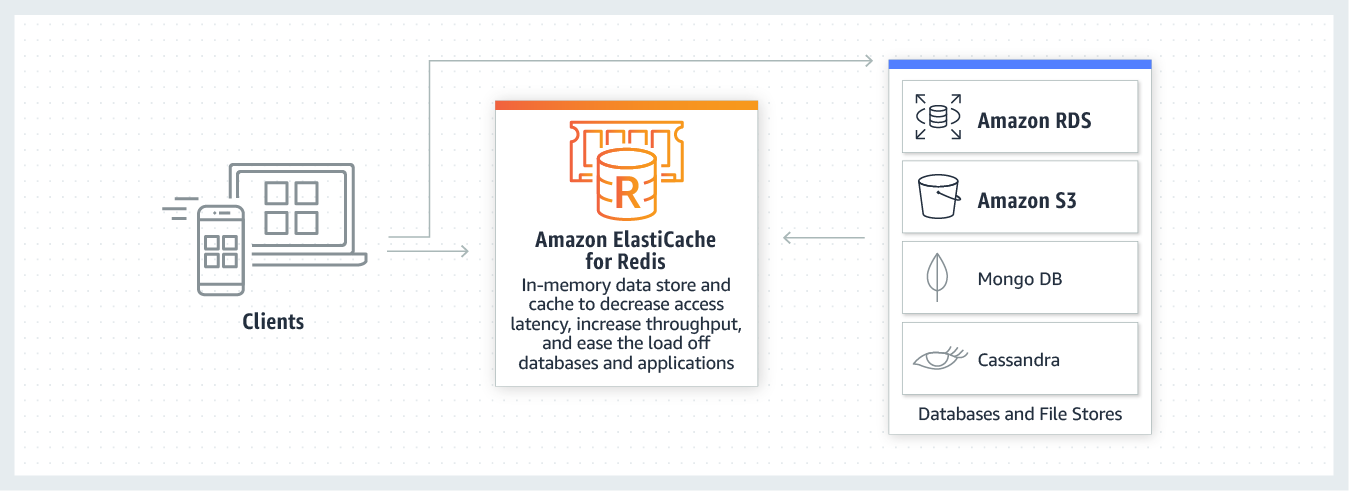 Clients
R
Amazon ElastiCache
for Redis
In-memory data store and
cache to decrease access
latency, increase throughput,
and ease the load off
databases and applications
Amazon RDS
Amazon S3
Mongo DB
Cassandra
Databases and File Stores